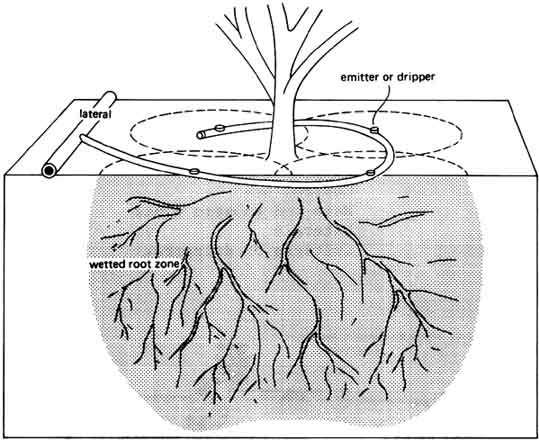 emitter or dripper
lateral
wetted root zone